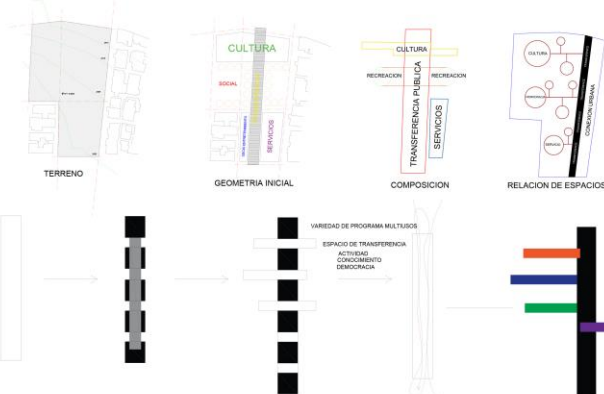 CULTURA
SOCIAL
SERVICIOS
CULTURA
RECREACION
RECREACION
TRANSFERENCIA PUBLICA
SERVICIOS
CULTURA
SERVICIO
CONEXION URBANA
TERRENO
GEOMETRIA INICIAL
COMPOSICION
RELACION DE ESPACIOS
VARIEDAD DE PROGRAMA MULTIUSOS
ESPACIO DE TRANSFERENCIA
ACTIVIDAD
CONOCIMIENTO
DEMOCRACIA